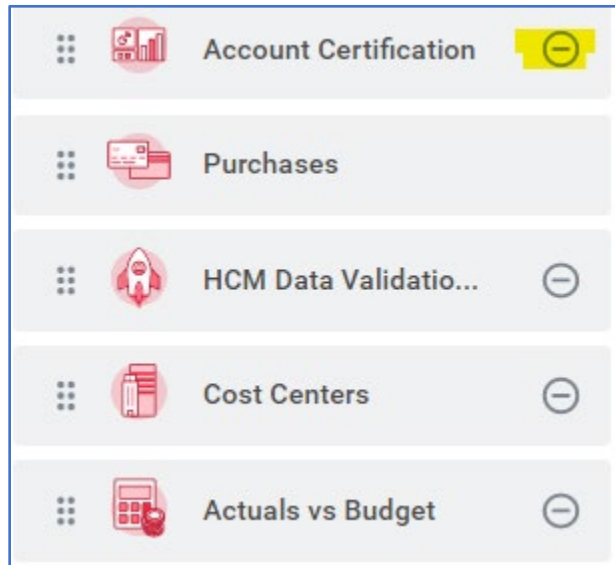 Account Certification
Purchases
HCM Data Validatio...
Cost Centers
Actuals vs Budget